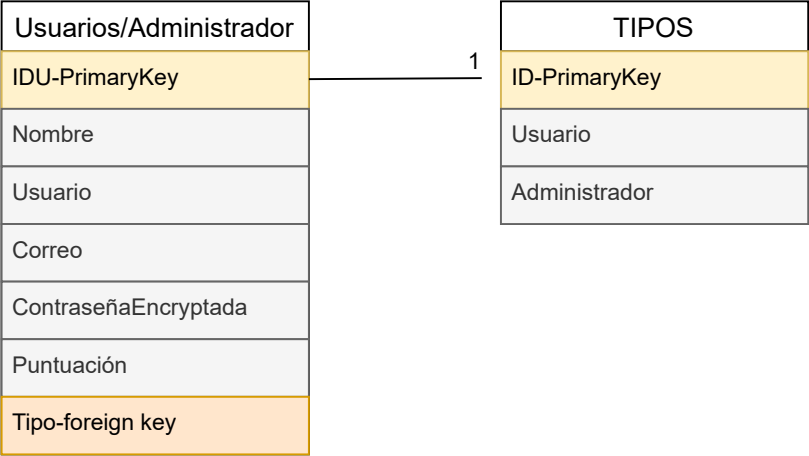 Usuarios/Administrador
IDU-PrimaryKey
Nombre
Usuario
Correo
ContraseñaEncryptada
Puntuación
Tipo-foreign key
1
TIPOS
ID-PrimaryKey
Usuario
Administrador